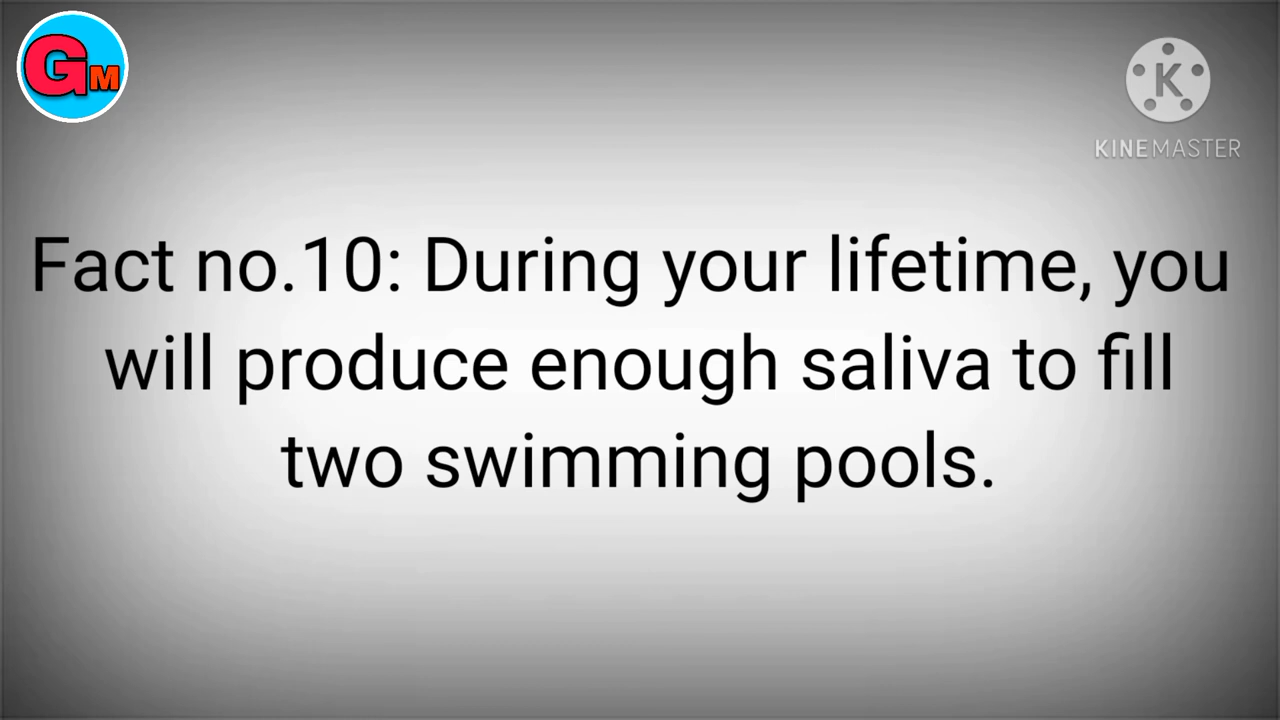 GM
K
KINEMASTER
Fact no.10: During your lifetime, you
will produce enough saliva to fill
two swimming pools.